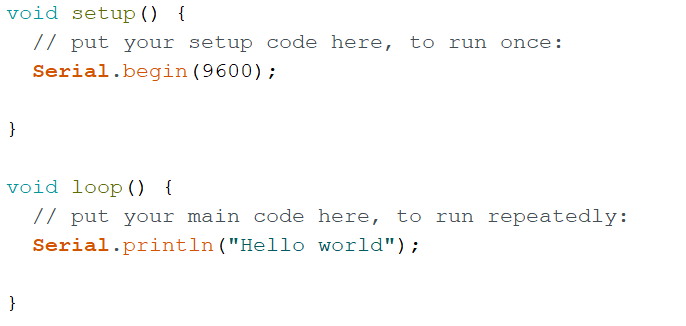 void setup() {
  // put your setup code here, to run once:
  Serial.begin(9600);

}

void loop() {
  // put your main code here, to run repeatedly:
  Serial.println("Hello world");

}